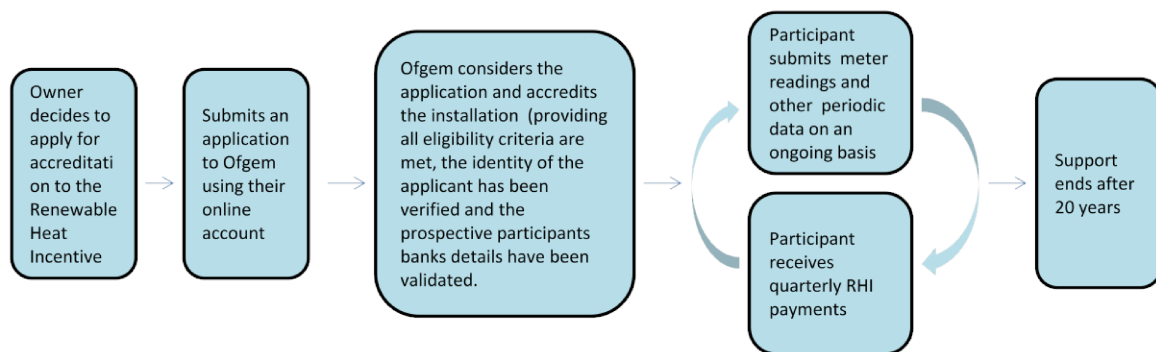 Owner
decides to
apply for
accreditati
on to the
Renewable
Heat
Incentive
Submits an
application
to Ofgem
using their
online
account
Ofgem considers the
application and accredits
the installation (providing
all eligibility criteria are
met, the identity of the
applicant has been
verified and the
prospective participants
banks details have been
validated.
Participant
submits meter
readings and
other periodic
data on an
ongoing basis
Participant
receives
quarterly RHI
payments
Support
ends after
20 years